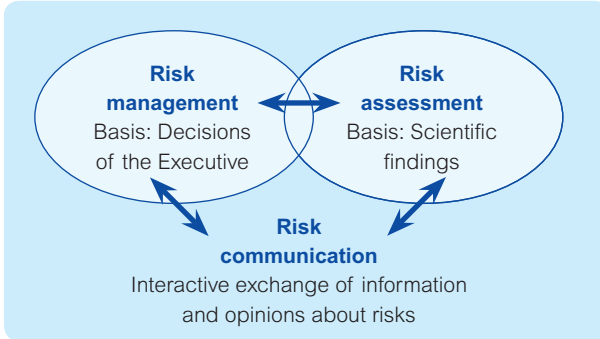 Risk
management
Basis: Decisions
of the Executive
Risk
assessment
Basis: Scientific
findings
Risk
communication
Interactive exchange of information
and opinions about risks